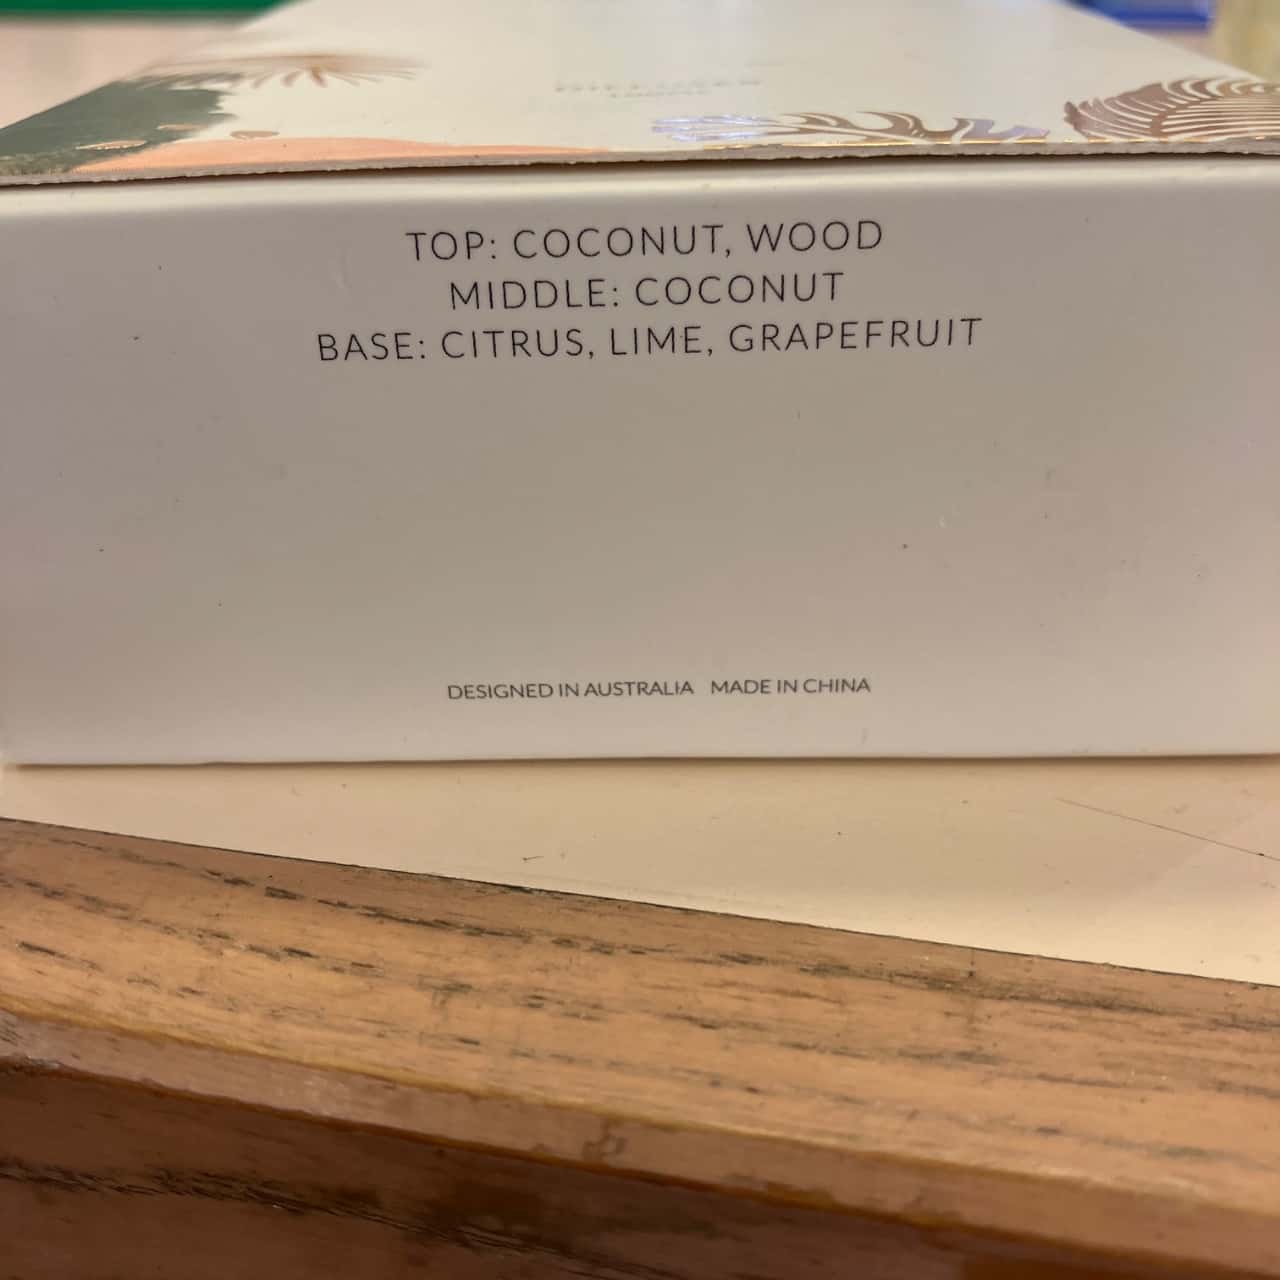 TOP: COCONUT, WOOD
MIDDLE: COCONUT
BASE: CITRUS, LIME, GRAPEFRUIT
DESIGNED IN AUSTRALIA   MADE IN CHINA